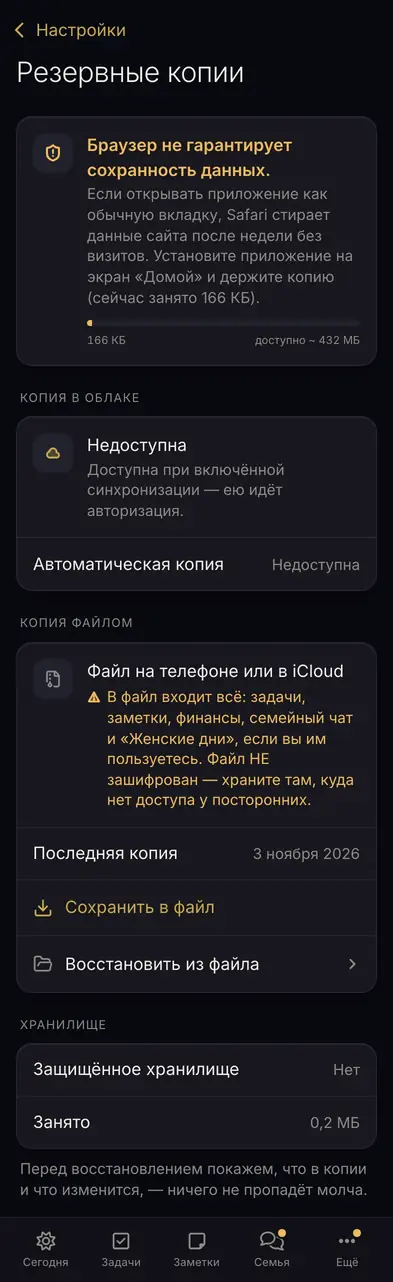 Настройки
Резервные копии
Браузер не гарантирует
сохранность данных.
Если открывать приложение как
обычную вкладку, Safari стирает
данные сайта после недели без
визитов. Установите приложение на
экран «Домой» и держите копию
(сейчас занято 166 КБ).
166 КБ доступно ~ 432 МБ
КОПИЯ В ОБЛАКЕ
Недоступна
Доступна при включённой
синхронизации — ею идёт
авторизация.
Автоматическая копия Недоступна
КОПИЯ ФАЙЛОМ
Файл на телефоне или в iCloud
В файл входит всё: задачи,
заметки, финансы, семейный чат
и «Женские дни», если вы им
пользуетесь. Файл НЕ
зашифрован — храните там, куда
нет доступа у посторонних.
Последняя копия 3 ноября 2026
Сохранить в файл
Восстановить из файла
ХРАНИЛИЩЕ
Защищённое хранилище Нет
Занято 0,2 МБ
Перед восстановлением покажем, что в копии
и что изменится, — ничего не пропадёт молча.
Сегодня Задачи Заметки Семья Ещё